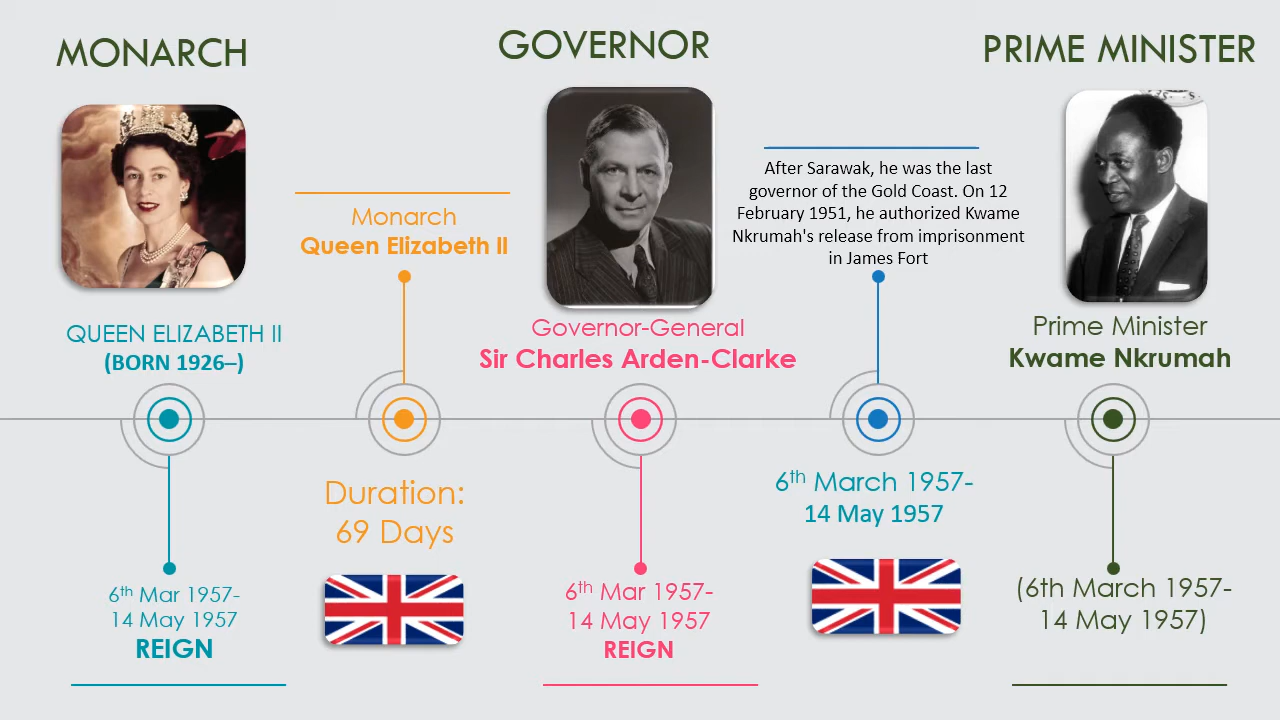 MONARCH
GOVERNOR
PRIME MINISTER
Monarch
Queen Elizabeth II
After Sarawak, he was the last
governor of the Gold Coast. On 12
February 1951, he authorized Kwame
Nkrumah's release from imprisonment
in James Fort
QUEEN ELIZABETH II
(BORN 1926–)
Governor-General
Sir Charles Arden-Clarke
Prime Minister
Kwame Nkrumah
Duration:
69 Days
6th March 1957-
14 May 1957
6th Mar 1957-
14 May 1957
REIGN
6th Mar 1957-
14 May 1957
REIGN
(6th March 1957-
14 May 1957)